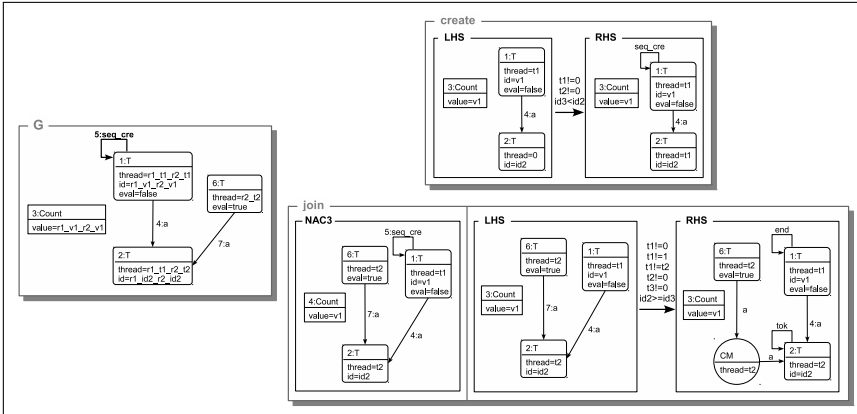 create
LHS
RHS
1:T
thread=t1
id=v1
eval=false
3:Count
value=v1
4:a
2:T
thread=0
id=id2
t1!=0
t2!=0
id3<id2
seq_cre
1:T
thread=t1
id=v1
eval=false
3:Count
value=v1
4:a
2:T
thread=t1
id=id2
G
5:seq_cre
1:T
thread=r1_t1_r2_t1
id=r1_v1_r2_v1
eval=false
6:T
thread=r2_t2
eval=true
3:Count
value=r1_v1_r2_v1
4:a
7:a
2:T
thread=r1_t1_r2_t2
id=r1_id2_r2_id2
join
NAC3
5:seq_cre
6:T
thread=t2
eval=true
1:T
thread=t1
id=v1
eval=false
4:Count
value=v1
7:a
4:a
2:T
thread=t2
id=id2
LHS
6:T
thread=t2
eval=true
1:T
thread=t1
id=v1
eval=false
3:Count
value=v1
7:a
4:a
2:T
thread=t2
id=id2
t1!=0
t1!=1
t1!=t2
t2!=0
t3!=0
id2>=id3
RHS
end
6:T
thread=t2
eval=true
1:T
thread=t1
id=v1
eval=false
3:Count
value=v1
a
4:a
tok
CM
thread=t2
a
2:T
thread=t2
id=id2